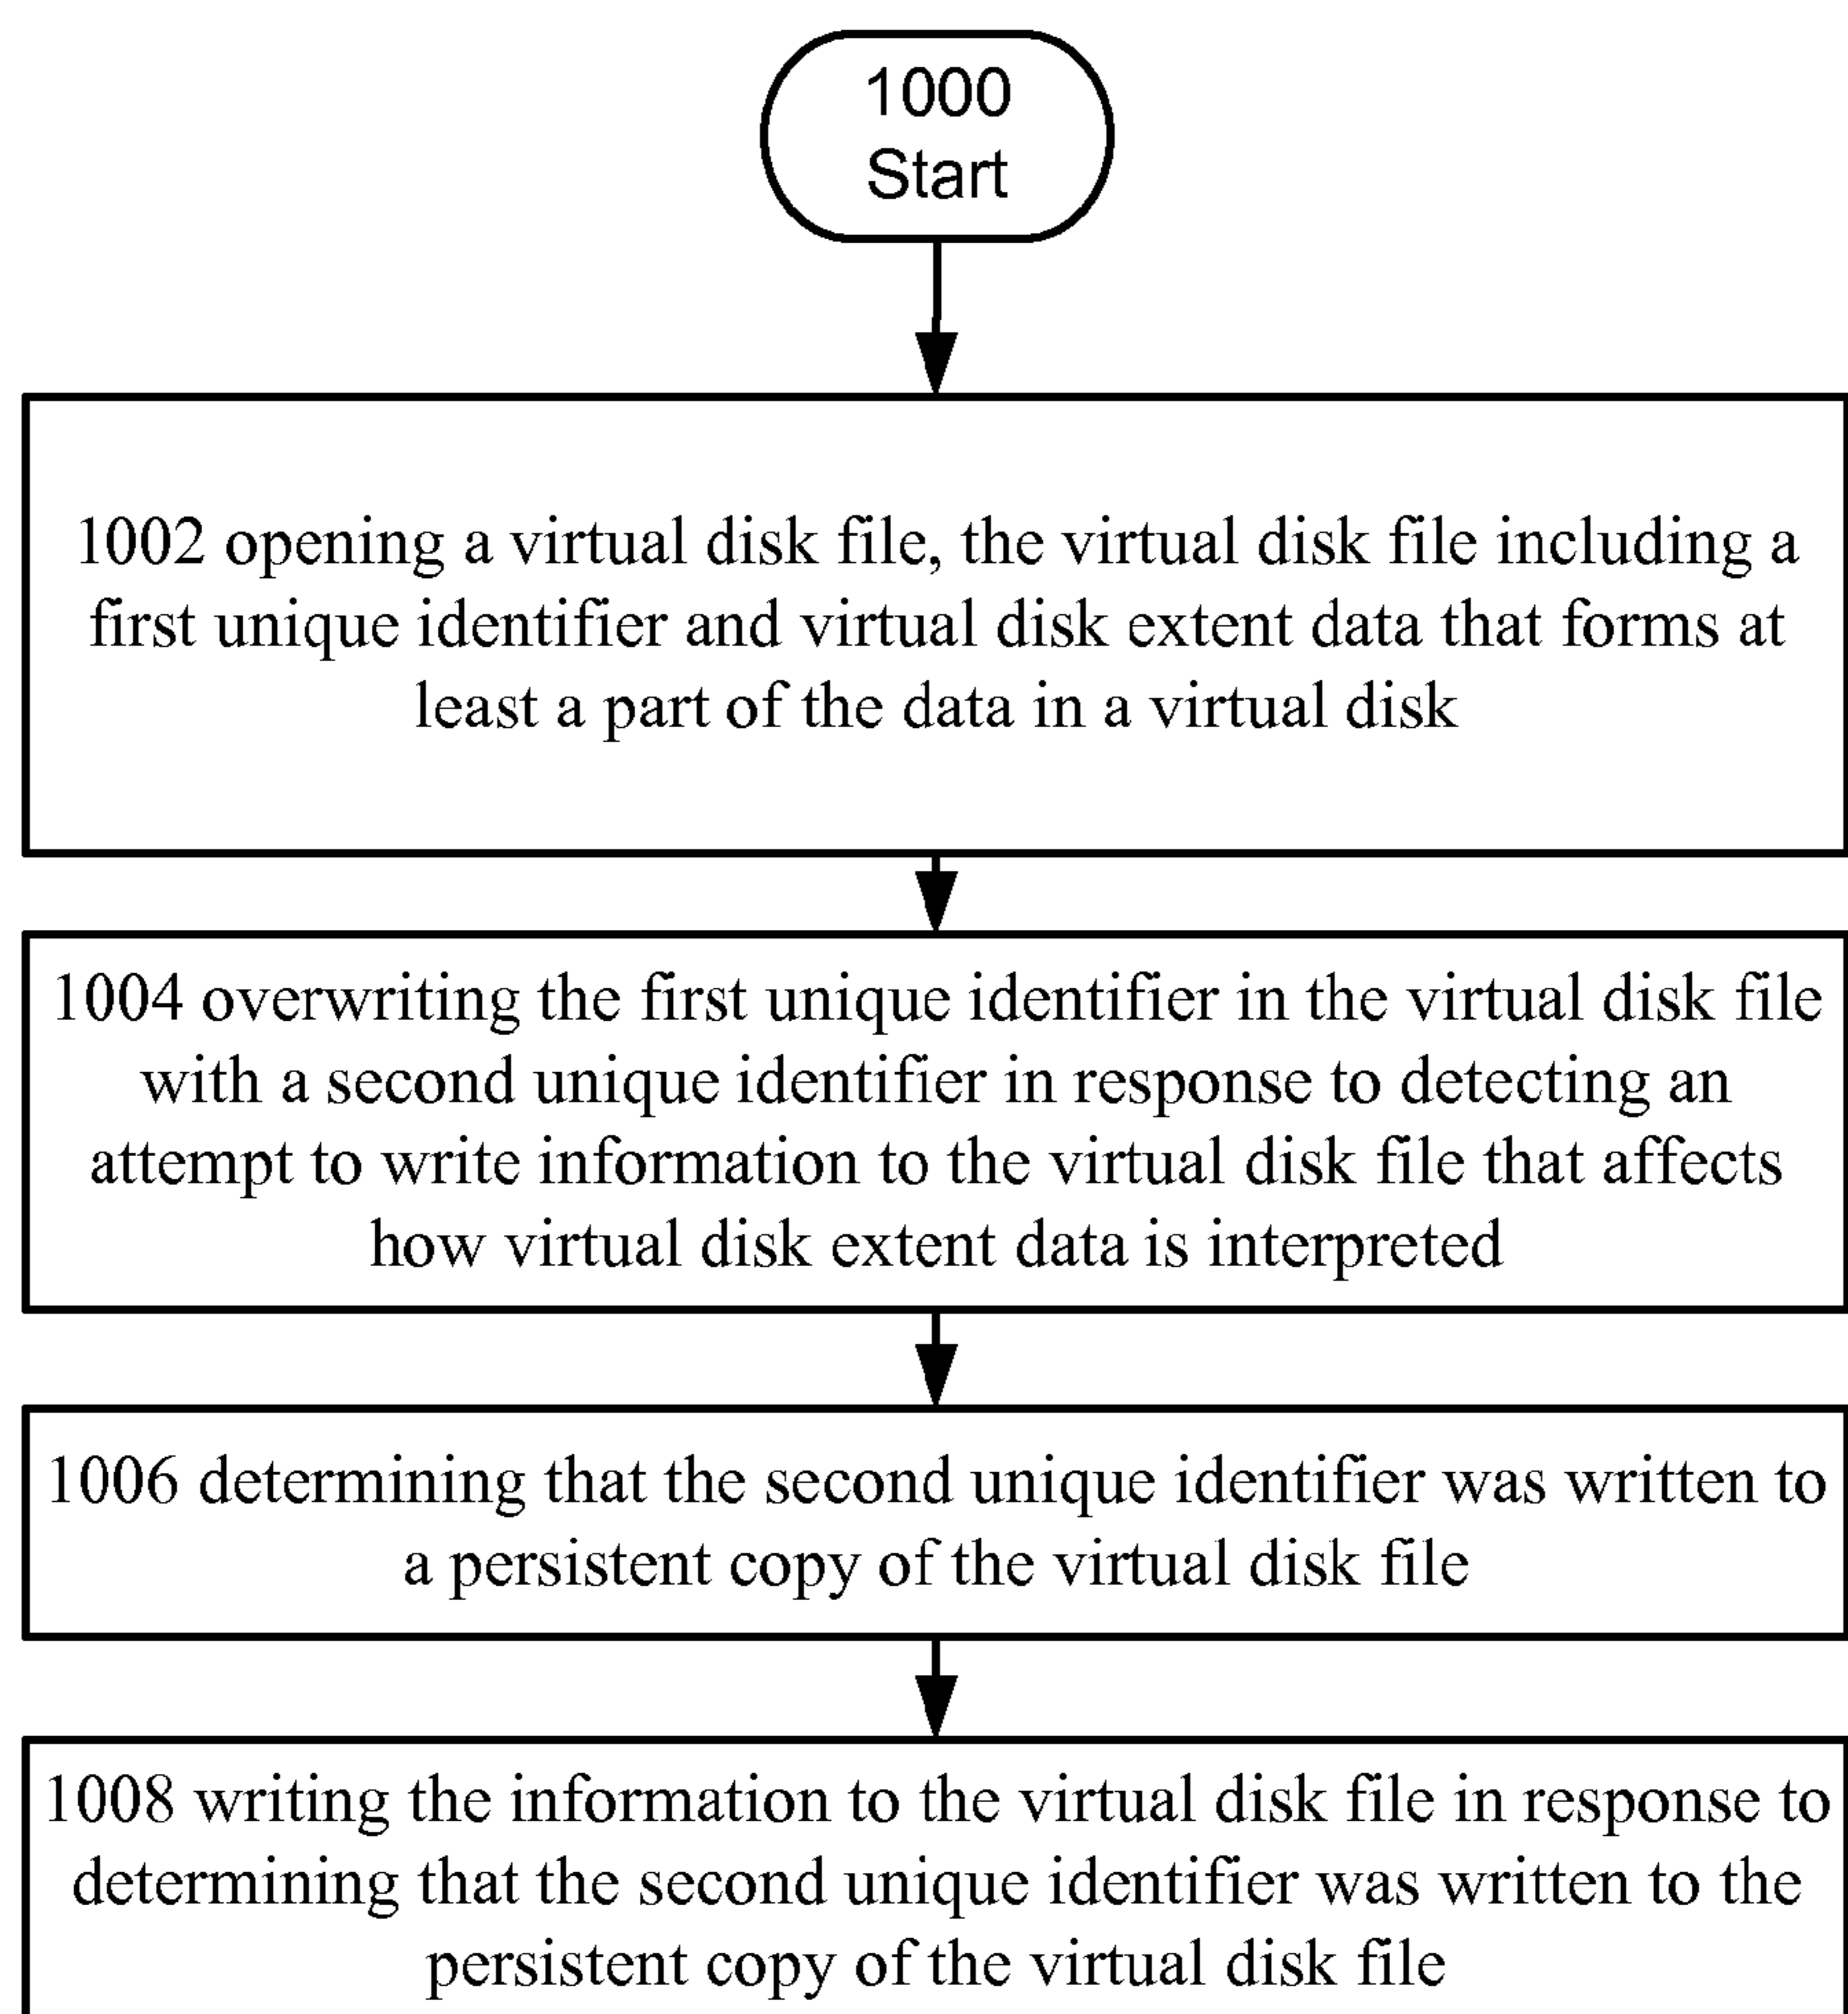 1000
Start
1002 opening a virtual disk file, the virtual disk file including a
first unique identifier and virtual disk extent data that forms at
least a part of the data in a virtual disk
1004 overwriting the first unique identifier in the virtual disk file
with a second unique identifier in response to detecting an
attempt to write information to the virtual disk file that affects
how virtual disk extent data is interpreted
1006 determining that the second unique identifier was written to
a persistent copy of the virtual disk file
1008 writing the information to the virtual disk file in response to
determining that the second unique identifier was written to the
persistent copy of the virtual disk file